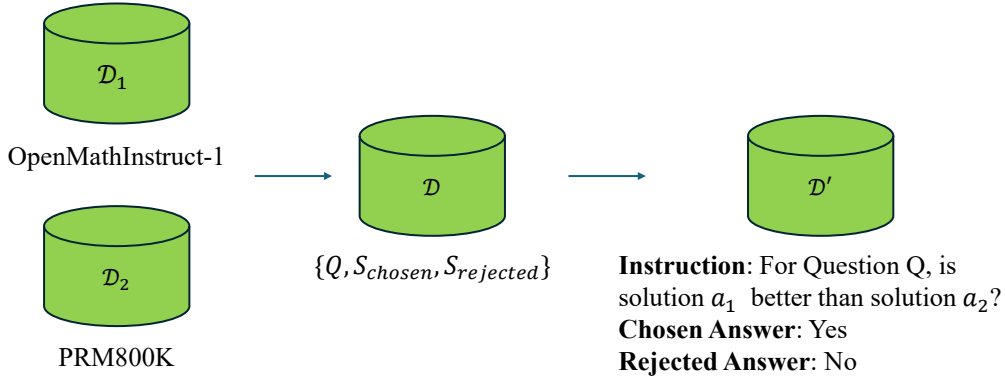 𝒟₁
OpenMathInstruct-1
𝒟₂
PRM800K
𝒟
{Q, S_chosen, S_rejected}
𝒟′
Instruction: For Question Q, is
solution a₁ better than solution a₂?
Chosen Answer: Yes
Rejected Answer: No